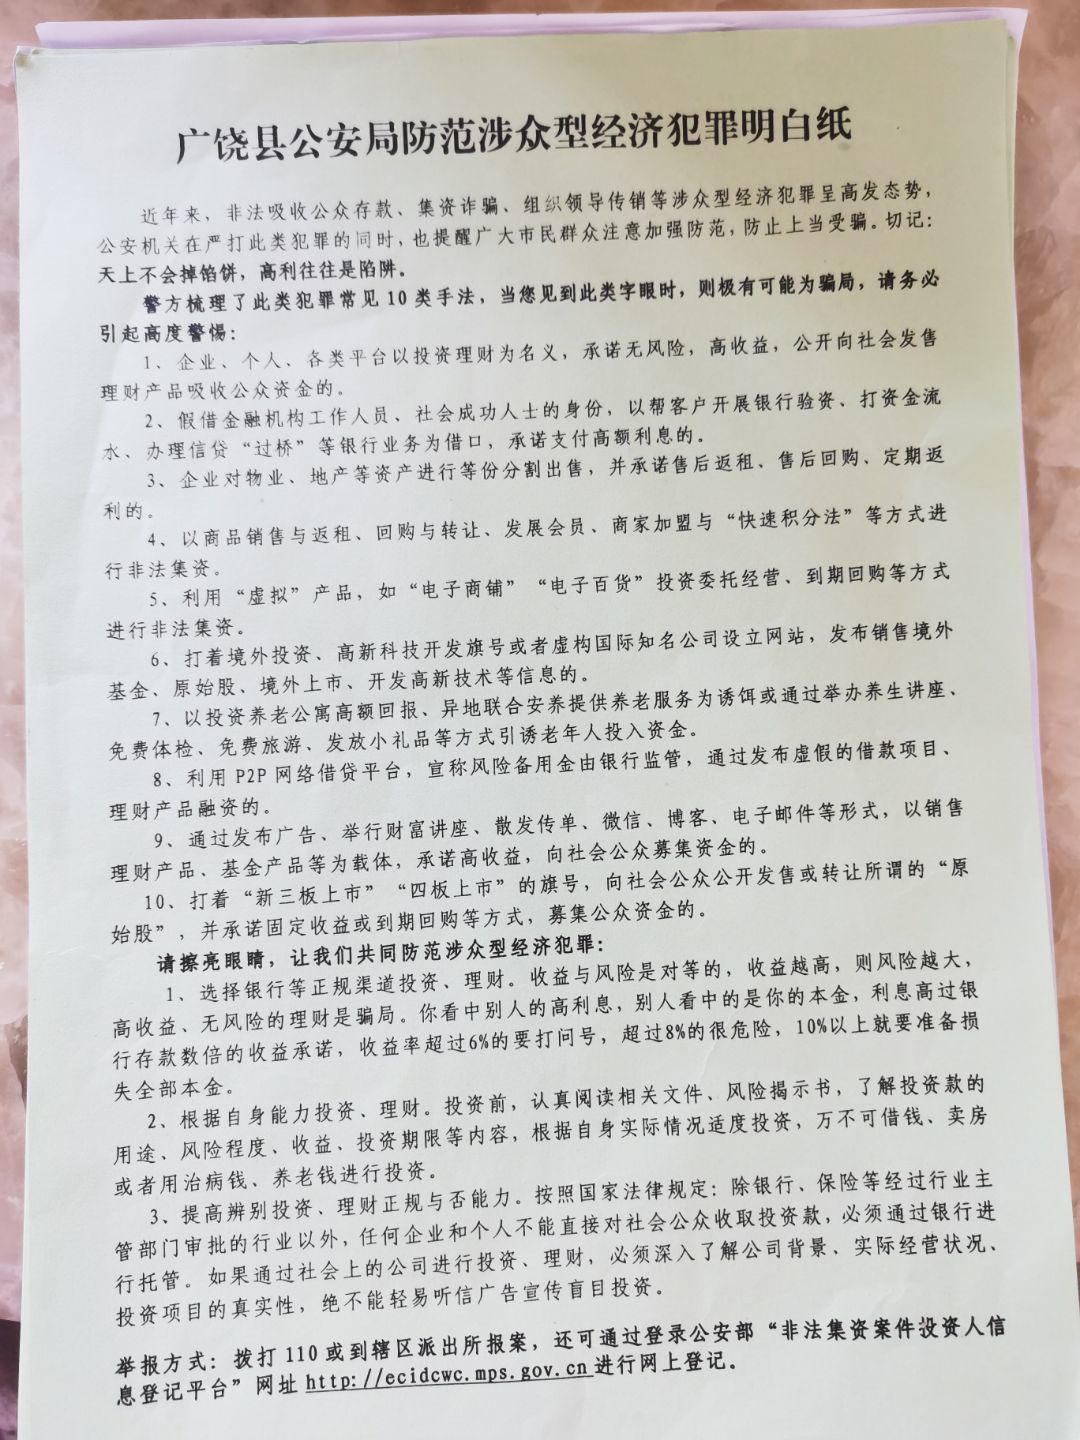 广饶县公安局防范涉众型经济犯罪明白纸
近年来，非法吸收公众存款、集资诈骗、组织领导传销等涉众型经济犯罪呈高发态势，
公安机关在严打此类犯罪的同时，也提醒广大市民群众注意加强防范，防止上当受骗。切记：
天上不会掉馅饼，高利往往是陷阱。
警方梳理了此类犯罪常见10类手法，当您见到此类字眼时，则极有可能为骗局，请务必
引起高度警惕：
1、企业、个人、各类平台以投资理财为名义，承诺无风险，高收益，公开向社会发售
理财产品吸收公众资金的。
2、假借金融机构工作人员、社会成功人士的身份，以帮客户开展银行验资、打资金流
水、办理信贷“过桥”等银行业务为借口，承诺支付高额利息的。
3、企业对物业、地产等资产进行等份分割出售，并承诺售后返租、售后回购、定期返
利的。
4、以商品销售与返租、回购与转让、发展会员、商家加盟与“快速积分法”等方式进
行非法集资。
5、利用“虚拟”产品，如“电子商铺”“电子百货”投资委托经营、到期回购等方式
进行非法集资。
6、打着境外投资、高新科技开发旗号或者虚构国际知名公司设立网站，发布销售境外
基金、原始股、境外上市、开发高新技术等信息的。
7、以投资养老公寓高额回报、异地联合安养提供养老服务为诱饵或通过举办养生讲座、
免费体检、免费旅游、发放小礼品等方式引诱老年人投入资金。
8、利用P2P网络借贷平台，宣称风险备用金由银行监管，通过发布虚假的借款项目、
理财产品融资的。
9、通过发布广告、举行财富讲座、散发传单、微信、博客、电子邮件等形式，以销售
理财产品、基金产品等为载体，承诺高收益，向社会公众募集资金的。
10、打着“新三板上市”“四板上市”的旗号，向社会公众公开发售或转让所谓的“原
始股”，并承诺固定收益或到期回购等方式，募集公众资金的。
请擦亮眼睛，让我们共同防范涉众型经济犯罪：
1、选择银行等正规渠道投资、理财。收益与风险是对等的，收益越高，则风险越大，
高收益、无风险的理财是骗局。你看中别人的高利息，别人看中的是你的本金，利息高过银
行存款数倍的收益承诺，收益率超过6%的要打问号，超过8%的很危险，10%以上就要准备损
失全部本金。
2、根据自身能力投资、理财。投资前，认真阅读相关文件、风险揭示书，了解投资款的
用途、风险程度、收益、投资期限等内容，根据自身实际情况适度投资，万不可借钱、卖房
或者用治病钱、养老钱进行投资。
3、提高辨别投资、理财正规与否能力。按照国家法律规定：除银行、保险等经过行业主
管部门审批的行业以外，任何企业和个人不能直接对社会公众收取投资款，必须通过银行进
行托管。如果通过社会上的公司进行投资、理财，必须深入了解公司背景、实际经营状况、
投资项目的真实性，绝不能轻易听信广告宣传盲目投资。
举报方式：拨打110或到辖区派出所报案，还可通过登录公安部“非法集资案件投资人信
息登记平台”网址http://ecidcwc.mps.gov.cn进行网上登记。